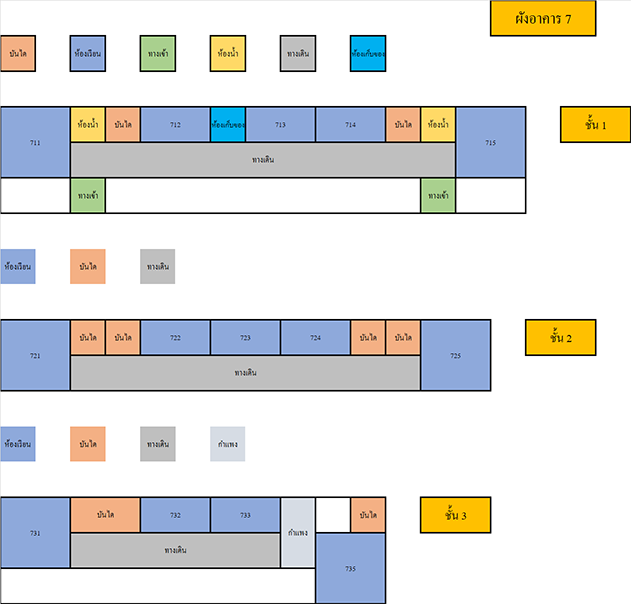 ผังอาคาร 7
บันได ห้องเรียน ทางเข้า ห้องน้ำ ทางเดิน ห้องเก็บของ
711 ห้องน้ำ บันได 712 ห้องเก็บของ 713 714 บันได ห้องน้ำ 715 ชั้น 1
ทางเดิน
ทางเข้า ทางเข้า
ห้องเรียน บันได ทางเดิน
721 บันได บันได 722 723 724 บันได บันได 725 ชั้น 2
ทางเดิน
ห้องเรียน บันได ทางเดิน กำแพง
731 บันได 732 733 กำแพง บันได ชั้น 3
ทางเดิน
735